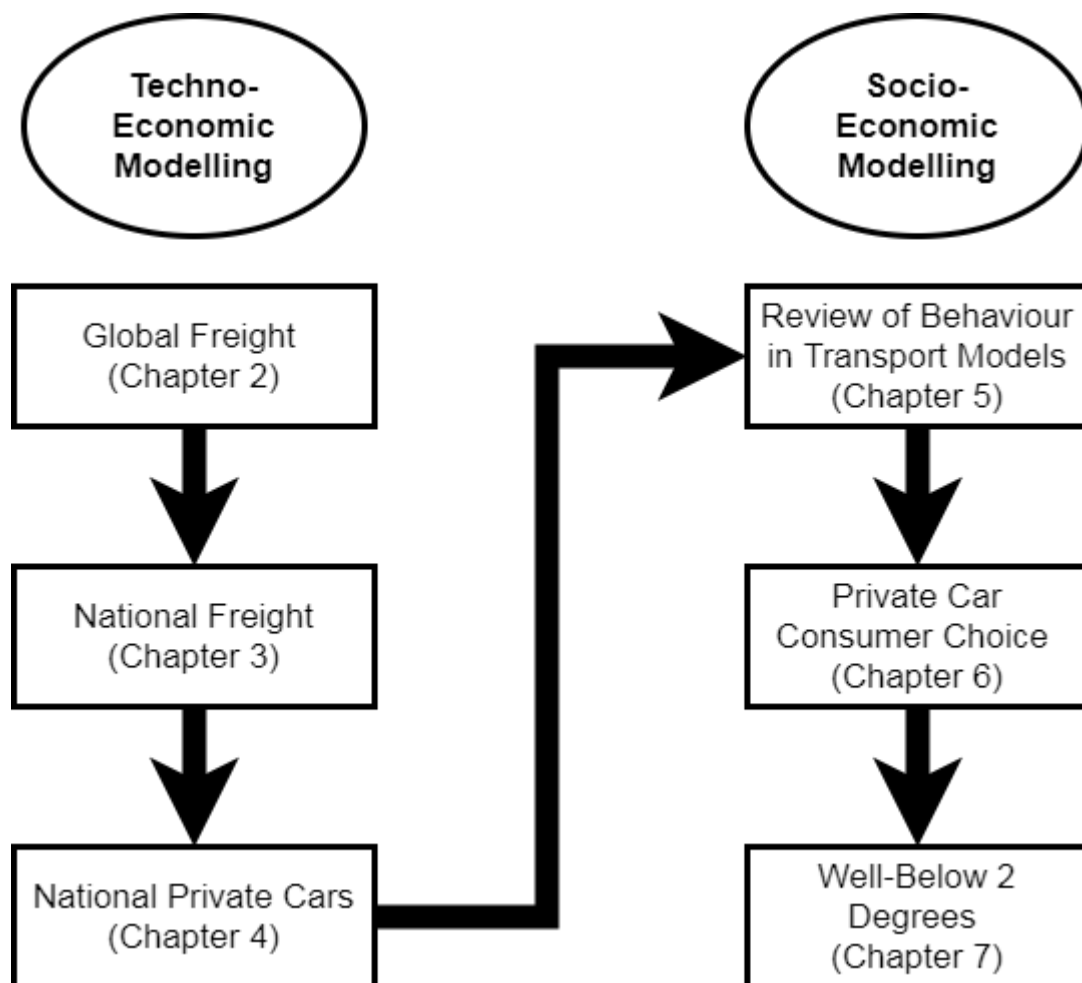 Techno-
Economic
Modelling
Global Freight
(Chapter 2)
National Freight
(Chapter 3)
National Private Cars
(Chapter 4)
Socio-
Economic
Modelling
Review of Behaviour
in Transport Models
(Chapter 5)
Private Car
Consumer Choice
(Chapter 6)
Well-Below 2
Degrees
(Chapter 7)